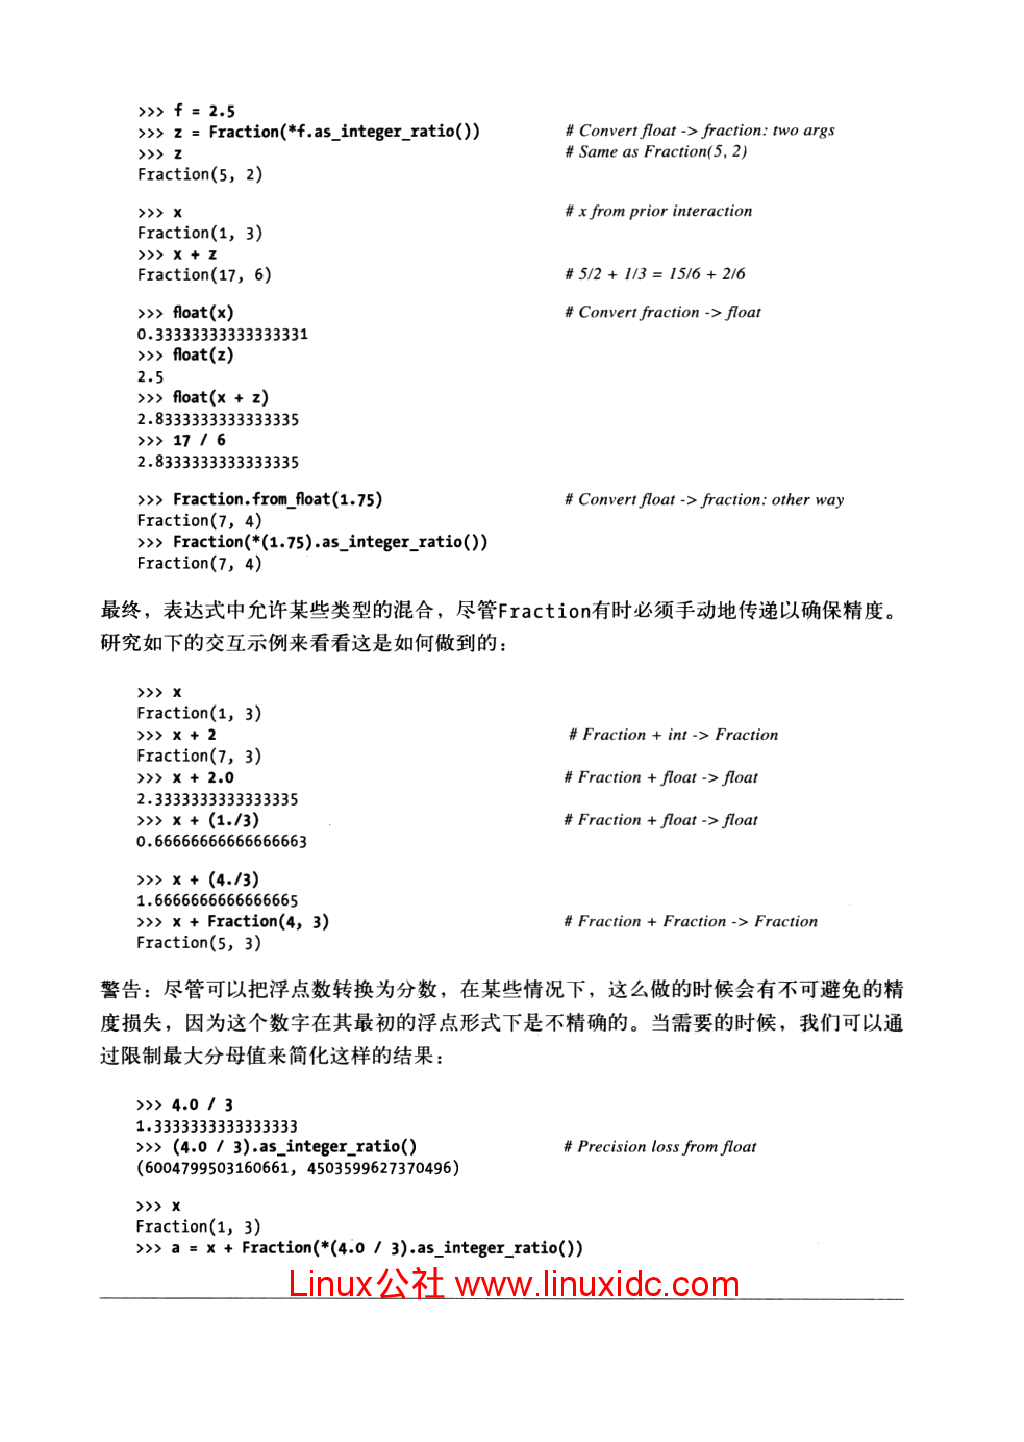 >>> f = 2.5
>>> z = Fraction(*f.as_integer_ratio()) # Convert float -> fraction: two args
>>> z # Same as Fraction(5, 2)
Fraction(5, 2)
>>> x # x from prior interaction
Fraction(1, 3)
>>> x + z
Fraction(17, 6) # 5/2 + 1/3 = 15/6 + 2/6
>>> float(x) # Convert fraction -> float
0.33333333333333331
>>> float(z)
2.5
>>> float(x + z)
2.8333333333333335
>>> 17 / 6
2.8333333333333335
>>> Fraction.from_float(1.75) # Convert float -> fraction: other way
Fraction(7, 4)
>>> Fraction(*(1.75).as_integer_ratio())
Fraction(7, 4)
最终，表达式中允许某些类型的混合，尽管Fraction有时必须手动地传递以确保精度。
研究如下的交互示例来看看这是如何做到的：
>>> x
Fraction(1, 3)
>>> x + 2 # Fraction + int -> Fraction
Fraction(7, 3)
>>> x + 2.0 # Fraction + float -> float
2.3333333333333335
>>> x + (1./3) # Fraction + float -> float
0.66666666666666663
>>> x + (4./3)
1.6666666666666665
>>> x + Fraction(4, 3) # Fraction + Fraction -> Fraction
Fraction(5, 3)
警告：尽管可以把浮点数转换为分数，在某些情况下，这么做的时候会有不可避免的精
度损失，因为这个数字在其最初的浮点形式下是不精确的。当需要的时候，我们可以通
过限制最大分母值来简化这样的结果：
>>> 4.0 / 3
1.3333333333333333
>>> (4.0 / 3).as_integer_ratio() # Precision loss from float
(6004799503160661, 4503599627370496)
>>> x
Fraction(1, 3)
>>> a = x + Fraction(*(4.0 / 3).as_integer_ratio())
Linux公社 www.linuxidc.com